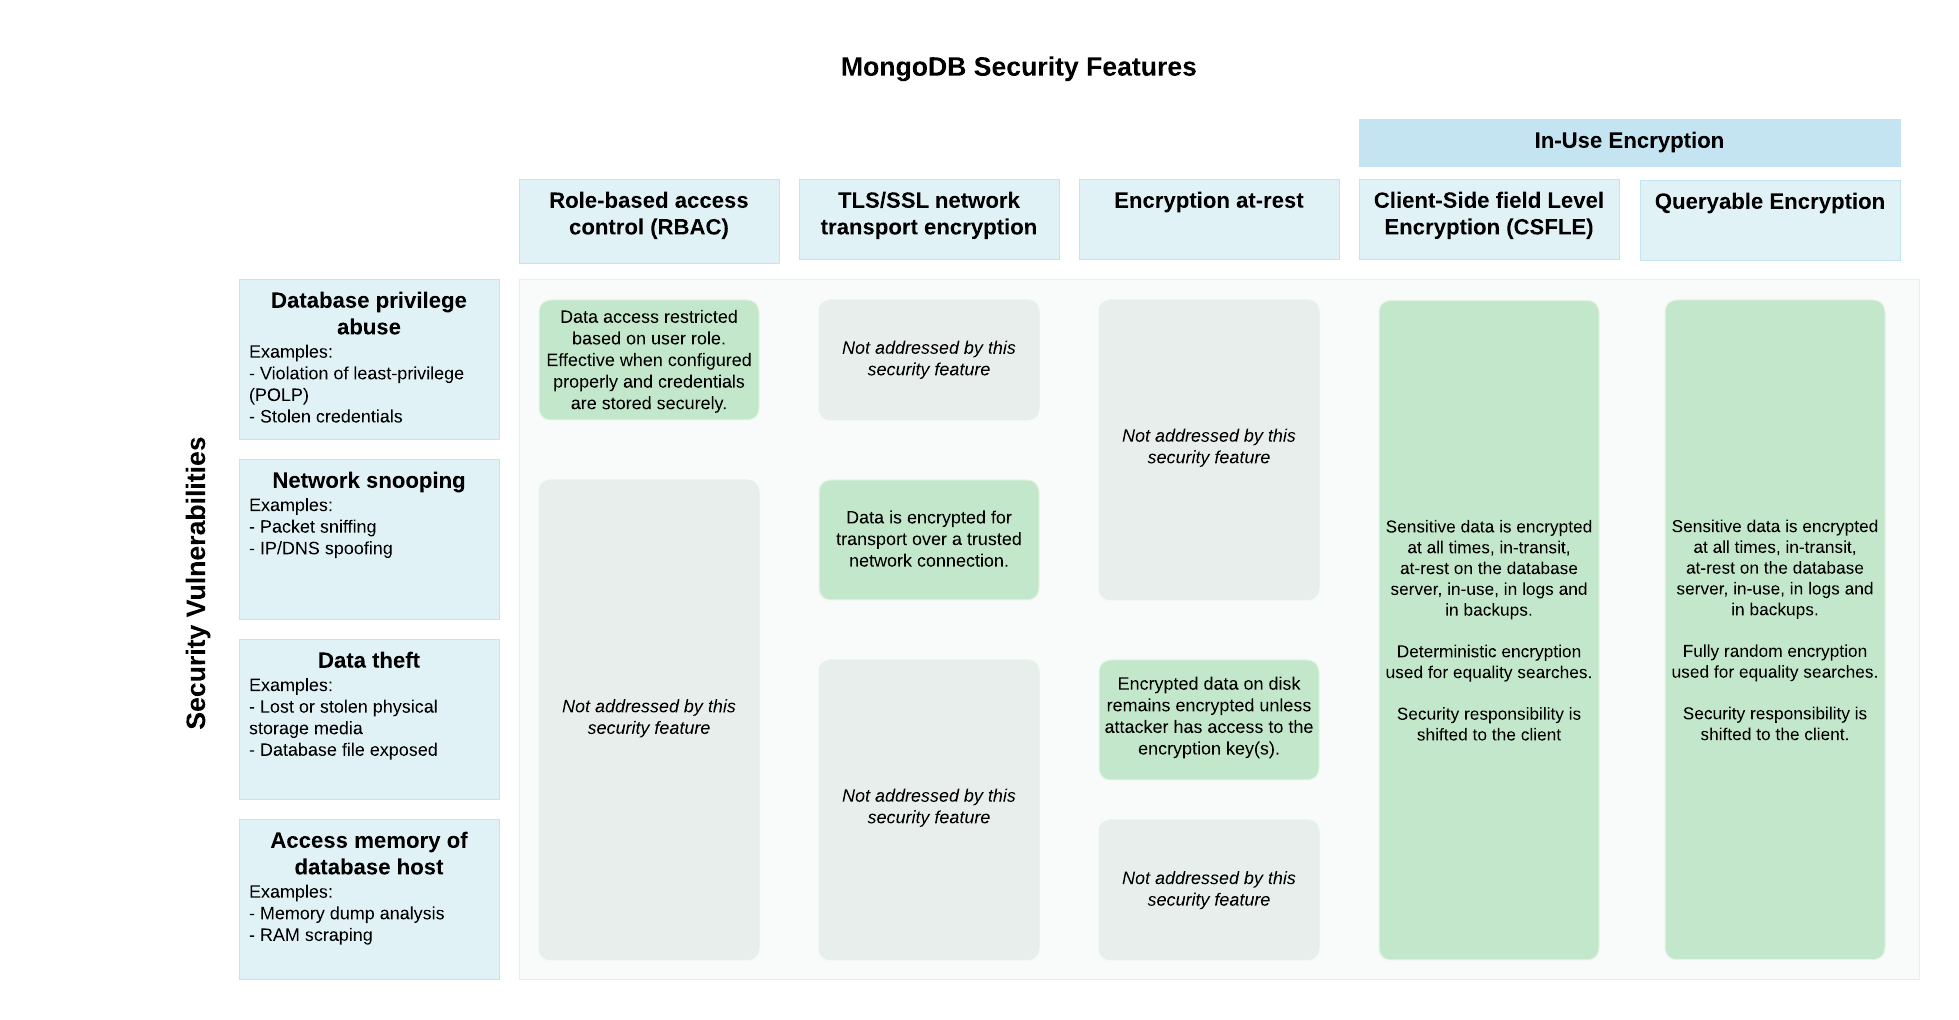 MongoDB Security Features
In-Use Encryption
Role-based access
control (RBAC)
TLS/SSL network
transport encryption
Encryption at-rest
Client-Side field Level
Encryption (CSFLE)
Queryable Encryption
Security Vulnerabilities
Database privilege
abuse
Examples:
- Violation of least-privilege
(POLP)
- Stolen credentials
Network snooping
Examples:
- Packet sniffing
- IP/DNS spoofing
Data theft
Examples:
- Lost or stolen physical
storage media
- Database file exposed
Access memory of
database host
Examples:
- Memory dump analysis
- RAM scraping
Data access restricted
based on user role.
Effective when configured
properly and credentials
are stored securely.
Not addressed by this
security feature
Not addressed by this
security feature
Data is encrypted for
transport over a trusted
network connection.
Not addressed by this
security feature
Not addressed by this
security feature
Encrypted data on disk
remains encrypted unless
attacker has access to the
encryption key(s).
Not addressed by this
security feature
Sensitive data is encrypted
at all times, in-transit,
at-rest on the database
server, in-use, in logs and
in backups.
Deterministic encryption
used for equality searches.
Security responsibility is
shifted to the client
Sensitive data is encrypted
at all times, in-transit,
at-rest on the database
server, in-use, in logs and
in backups.
Fully random encryption
used for equality searches.
Security responsibility is
shifted to the client.